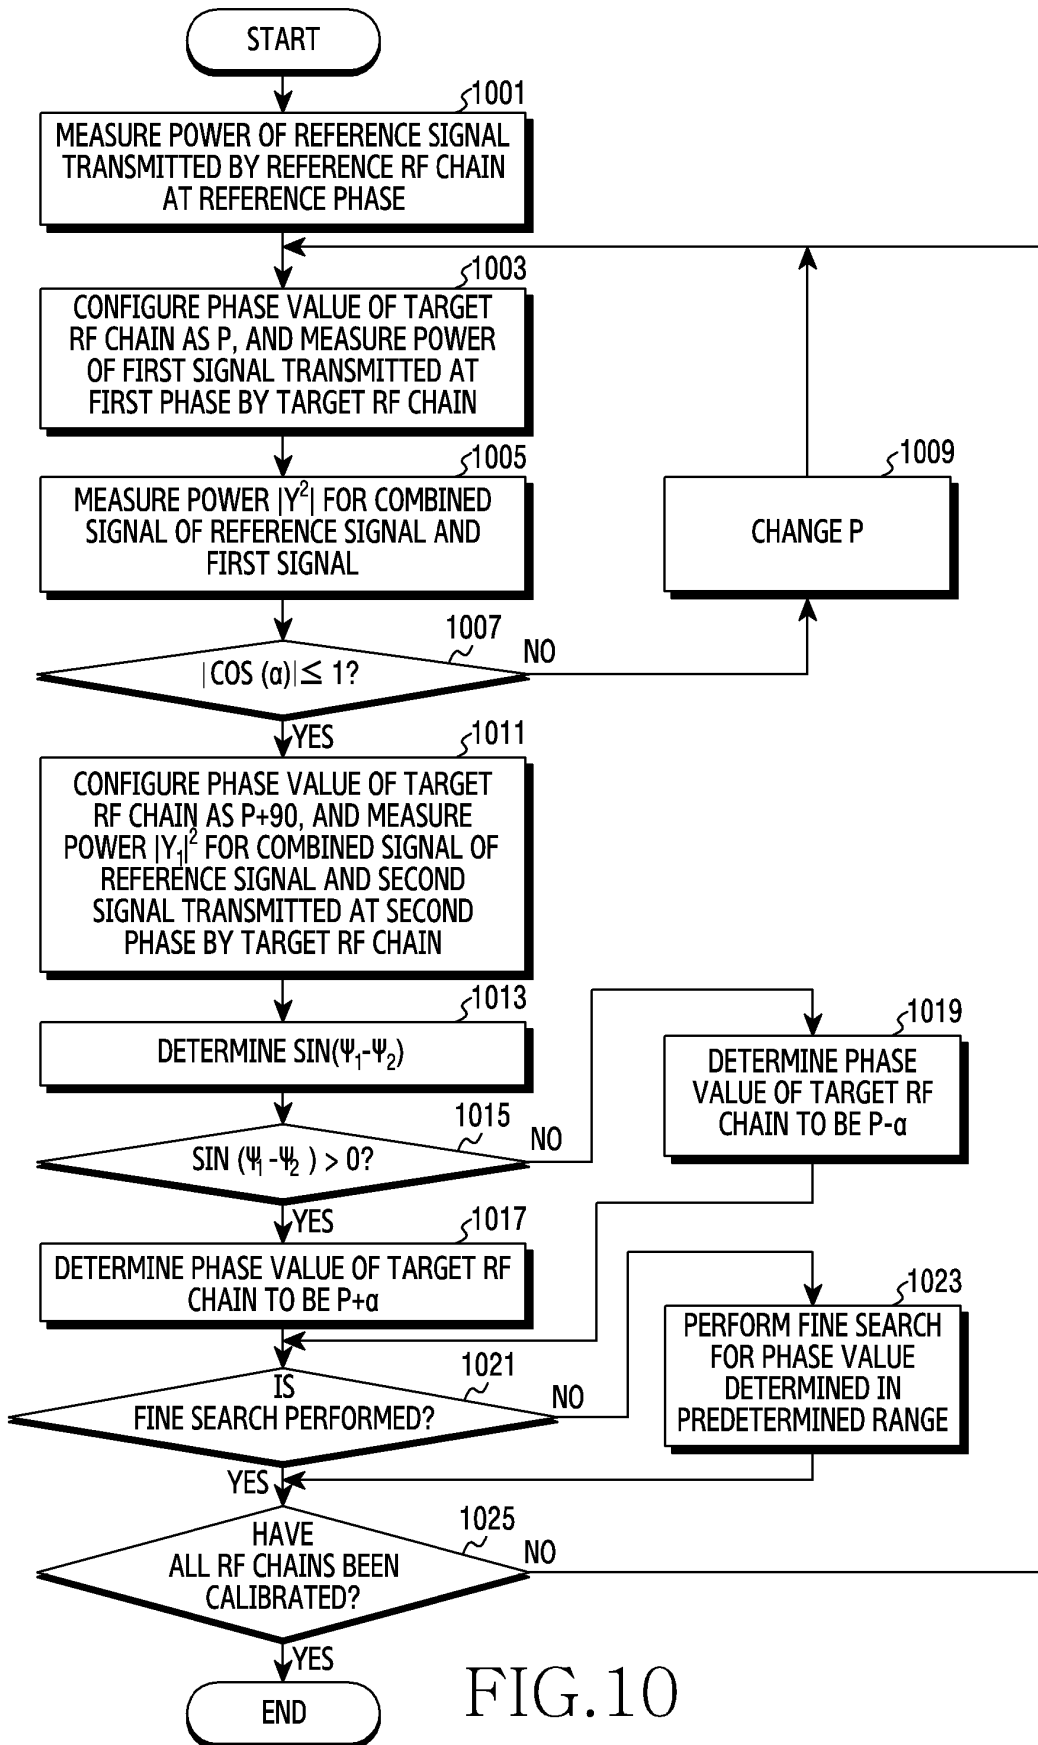 START
1001
MEASURE POWER OF REFERENCE SIGNAL
TRANSMITTED BY REFERENCE RF CHAIN
AT REFERENCE PHASE
1003
CONFIGURE PHASE VALUE OF TARGET
RF CHAIN AS P, AND MEASURE POWER
OF FIRST SIGNAL TRANSMITTED AT
FIRST PHASE BY TARGET RF CHAIN
1005
MEASURE POWER |Y²| FOR COMBINED
SIGNAL OF REFERENCE SIGNAL AND
FIRST SIGNAL
1009
CHANGE P
1007
|COS (α)| ≤ 1?
NO
YES
1011
CONFIGURE PHASE VALUE OF TARGET
RF CHAIN AS P+90, AND MEASURE
POWER |Y₁|² FOR COMBINED SIGNAL OF
REFERENCE SIGNAL AND SECOND
SIGNAL TRANSMITTED AT SECOND
PHASE BY TARGET RF CHAIN
1013
DETERMINE SIN(Ψ₁-Ψ₂)
1015
SIN (Ψ₁-Ψ₂ ) > 0?
NO
YES
1019
DETERMINE PHASE
VALUE OF TARGET RF
CHAIN TO BE P-α
1017
DETERMINE PHASE VALUE OF TARGET RF
CHAIN TO BE P+α
1021
IS
FINE SEARCH PERFORMED?
NO
YES
1023
PERFORM FINE SEARCH
FOR PHASE VALUE
DETERMINED IN
PREDETERMINED RANGE
1025
HAVE
ALL RF CHAINS BEEN
CALIBRATED?
NO
YES
END
FIG.10